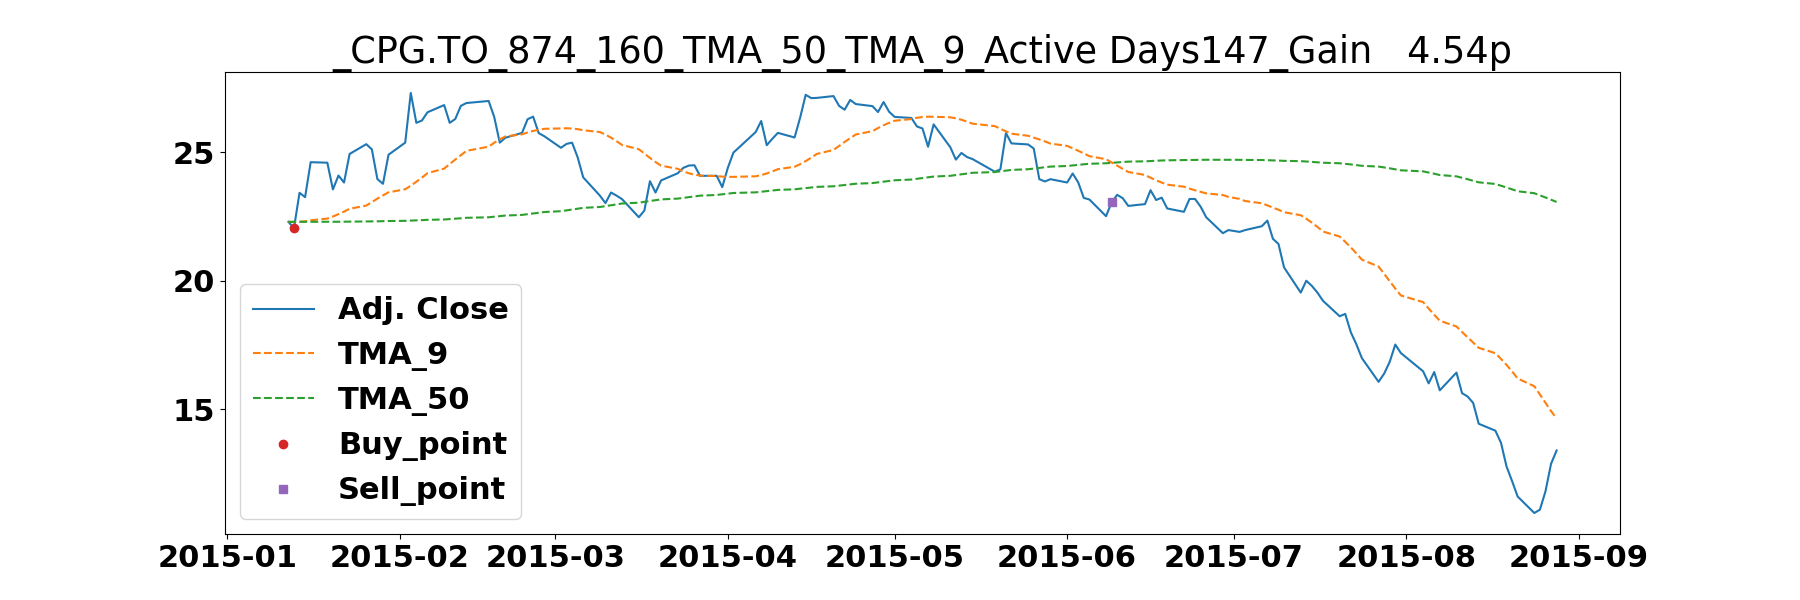 _CPG.TO_874_160_TMA_50_TMA_9_Active Days147_Gain   4.54p
25
20
15
Adj. Close
TMA_9
TMA_50
Buy_point
Sell_point
2015-01 2015-02 2015-03 2015-04 2015-05 2015-06 2015-07 2015-08 2015-09